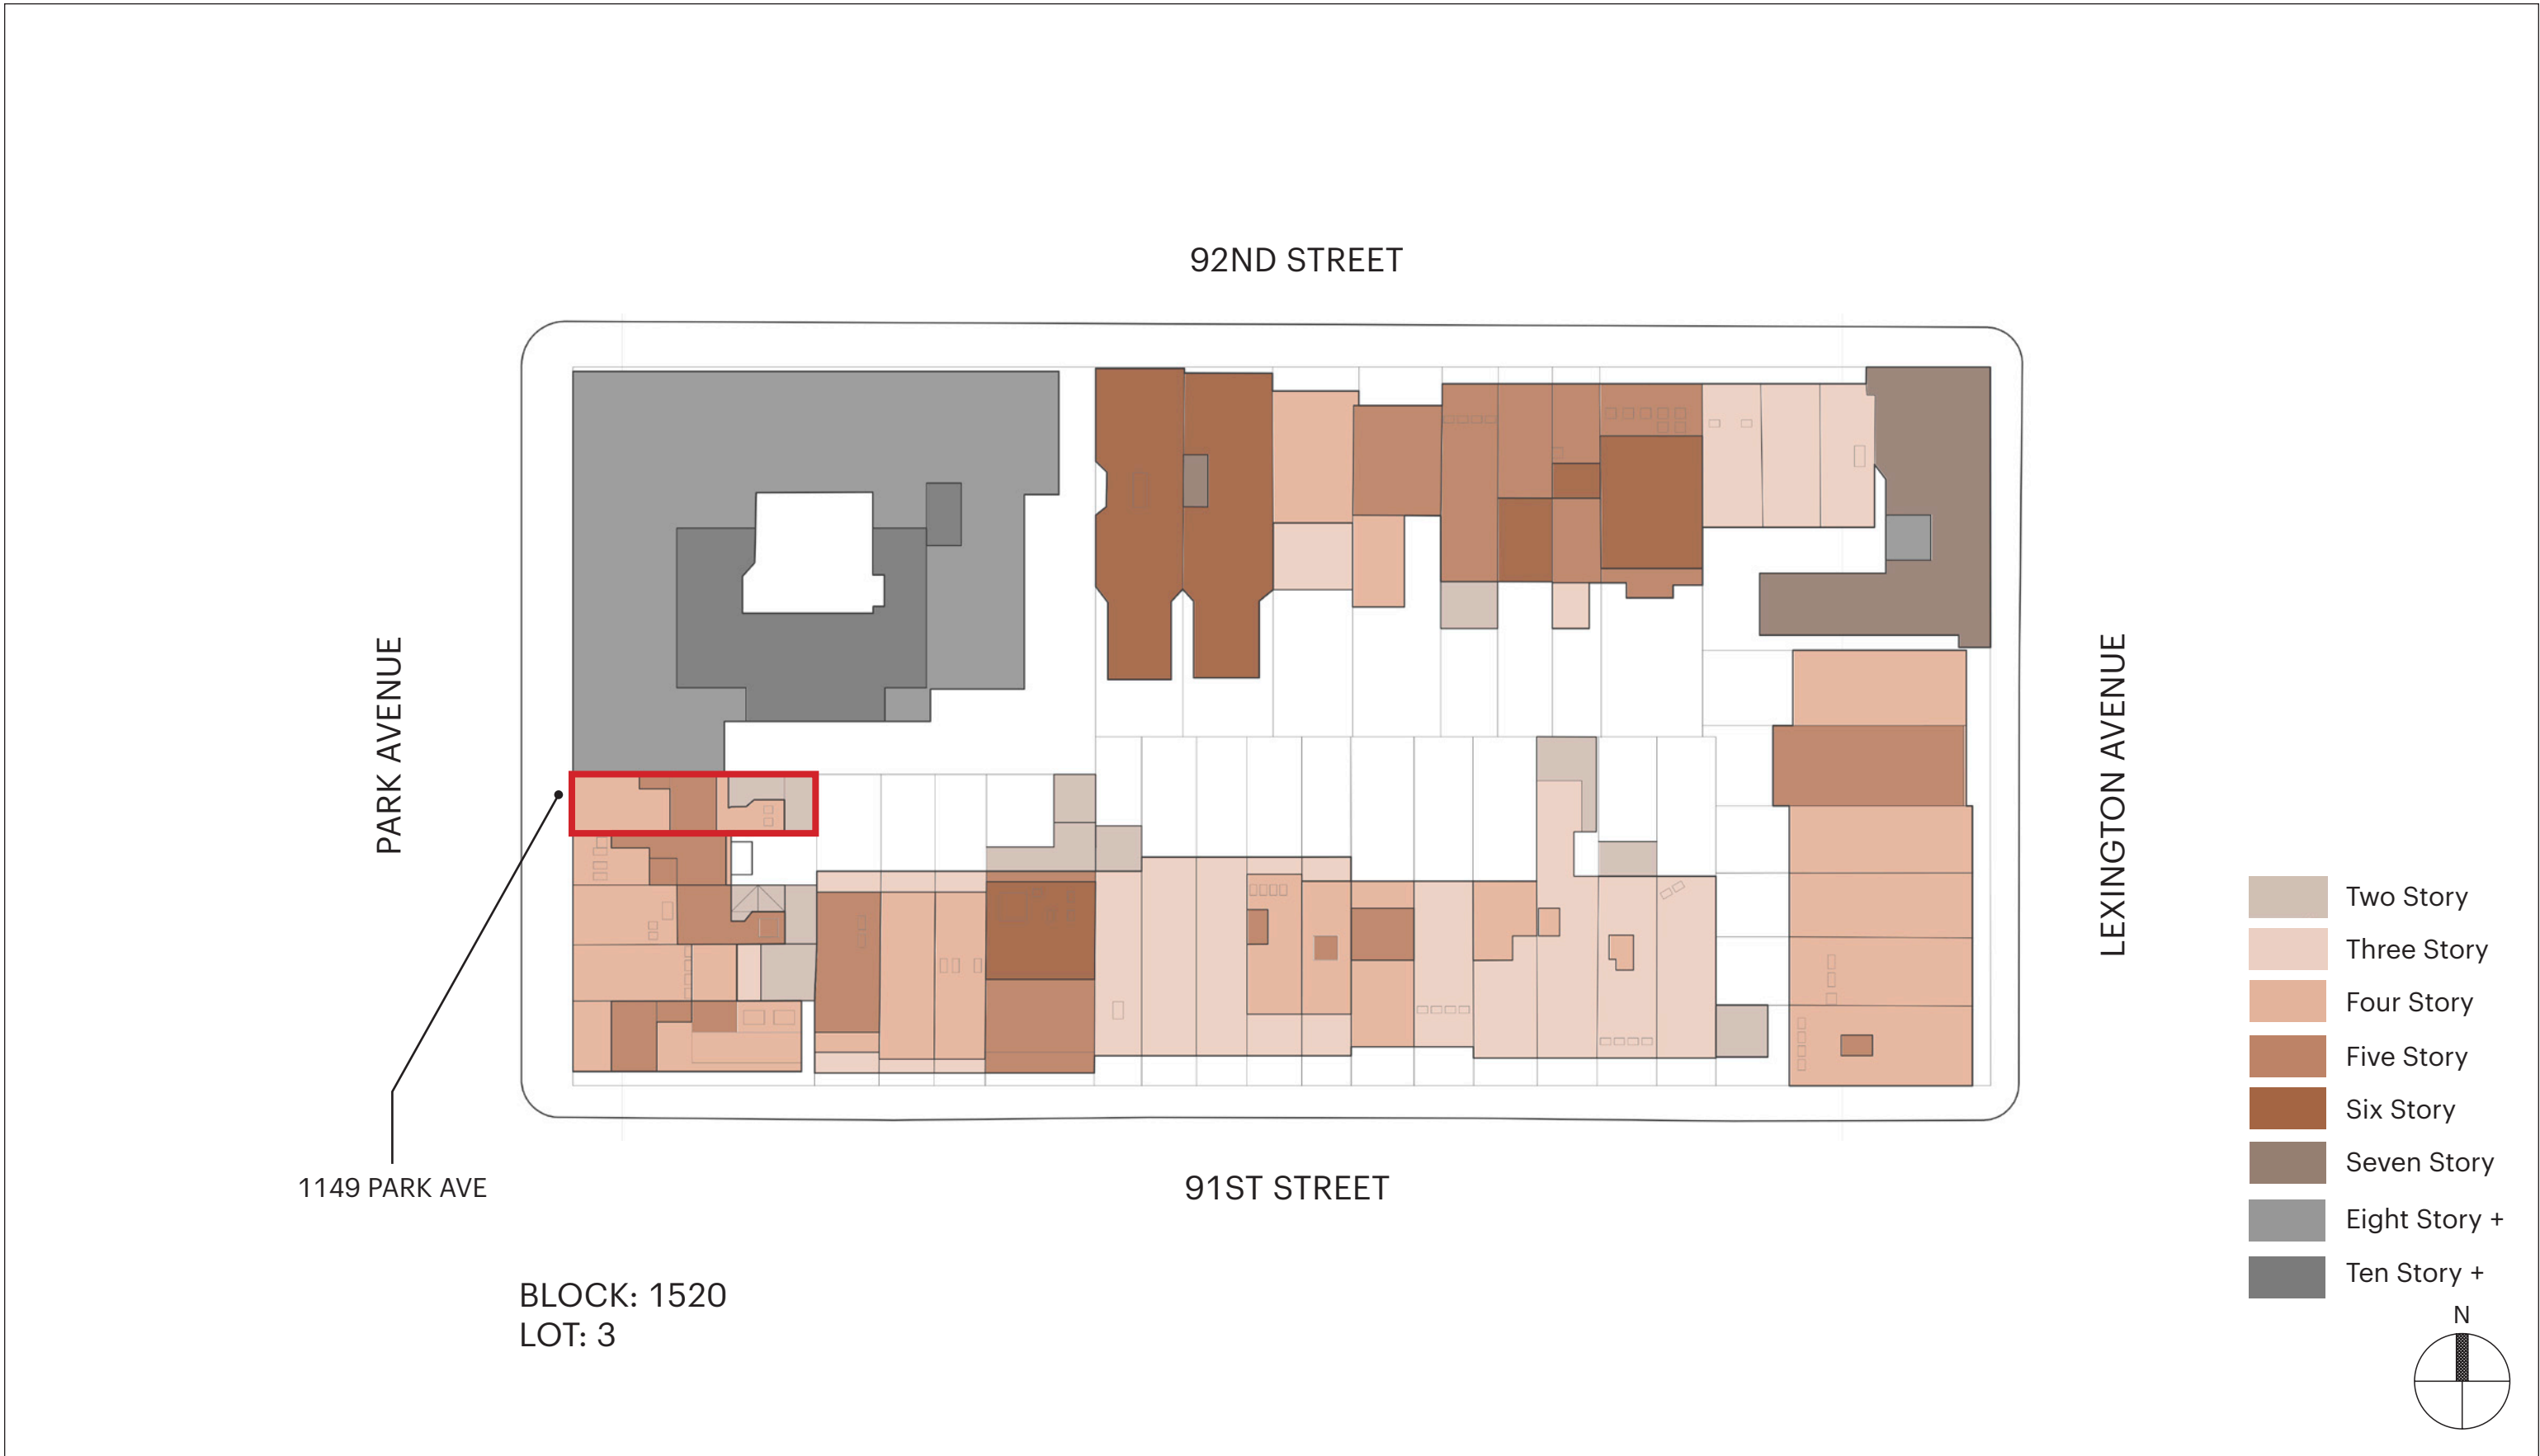 92ND STREET
PARK AVENUE
LEXINGTON AVENUE
1149 PARK AVE
91ST STREET
BLOCK: 1520
LOT: 3
Two Story
Three Story
Four Story
Five Story
Six Story
Seven Story
Eight Story +
Ten Story +
N